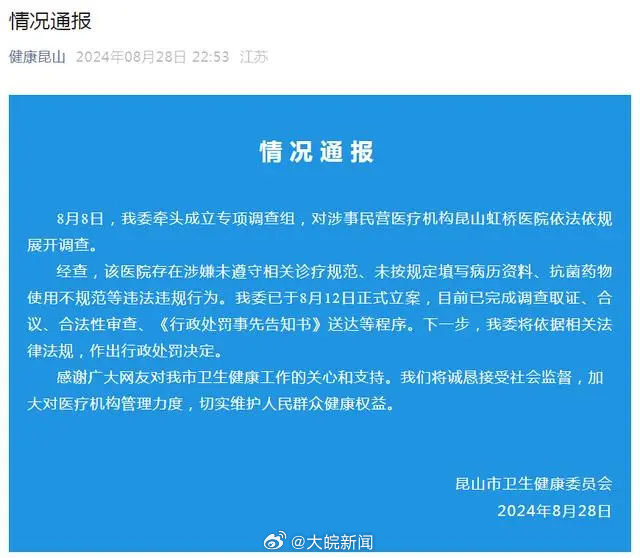 情况通报
健康昆山 2024年08月28日 22:53 江苏
情况通报
8月8日，我委牵头成立专项调查组，对涉事民营医疗机构昆山虹桥医院依法依规
展开调查。
经查，该医院存在涉嫌未遵守相关诊疗规范、未按规定填写病历资料、抗菌药物
使用不规范等违法违规行为。我委已于8月12日正式立案，目前已完成调查取证、合
议、合法性审查、《行政处罚事先告知书》送达等程序。下一步，我委将依据相关法
律法规，作出行政处罚决定。
感谢广大网友对我市卫生健康工作的关心和支持。我们将诚恳接受社会监督，加
大对医疗机构管理力度，切实维护人民群众健康权益。
昆山市卫生健康委员会
2024年8月28日
@大皖新闻